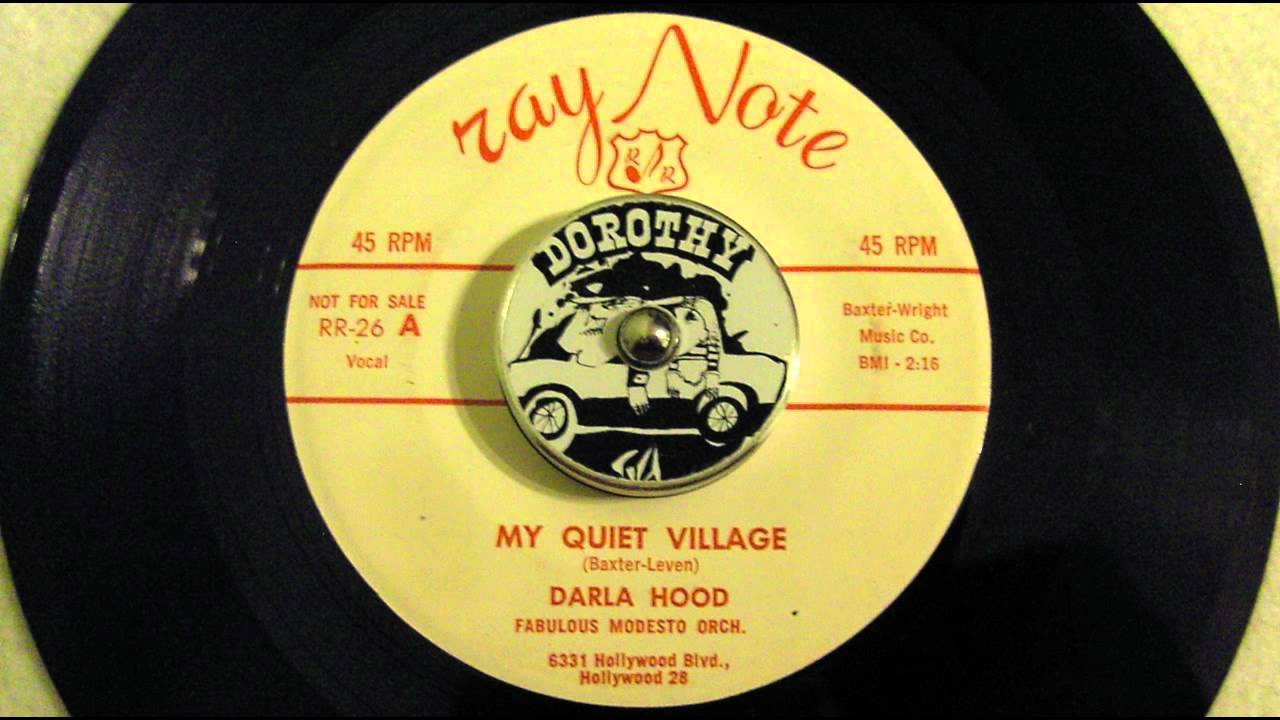 ray Note
R R
DOROTHY
45 RPM
45 RPM
NOT FOR SALE
RR-26 A
Vocal
Baxter-Wright
Music Co.
BMI - 2:16
MY QUIET VILLAGE
(Baxter-Leven)
DARLA HOOD
FABULOUS MODESTO ORCH.
6331 Hollywood Blvd.,
Hollywood 28